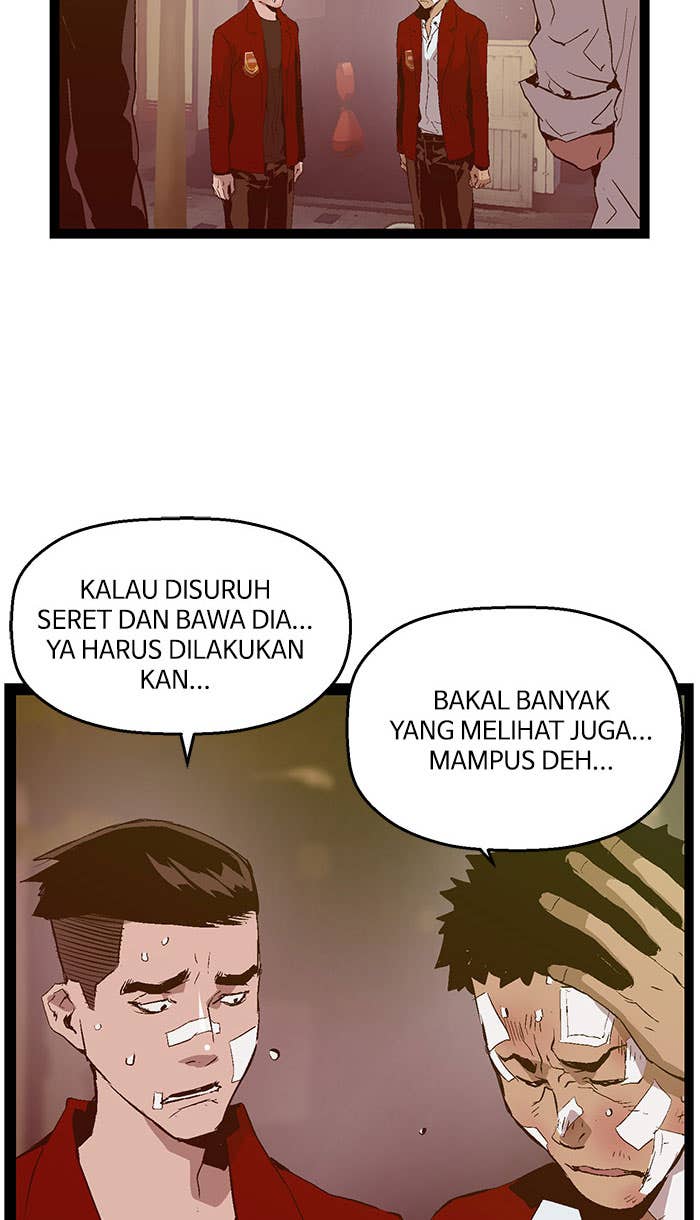 KALAU DISURUH
SERET DAN BAWA DIA...
YA HARUS DILAKUKAN
KAN...
BAKAL BANYAK
YANG MELIHAT JUGA...
MAMPUS DEH...